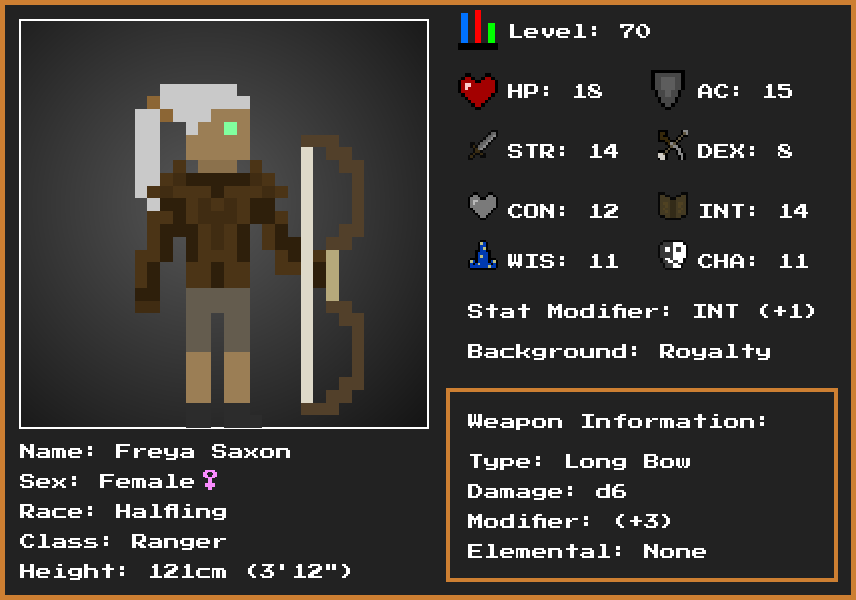 Level: 70
HP: 18
AC: 15
STR: 14
DEX: 8
CON: 12
INT: 14
WIS: 11
CHA: 11
Stat Modifier: INT (+1)
Background: Royalty
Weapon Information:
Type: Long Bow
Damage: d6
Modifier: (+3)
Elemental: None
Name: Freya Saxon
Sex: Female♀
Race: Halfling
Class: Ranger
Height: 121cm (3'12")